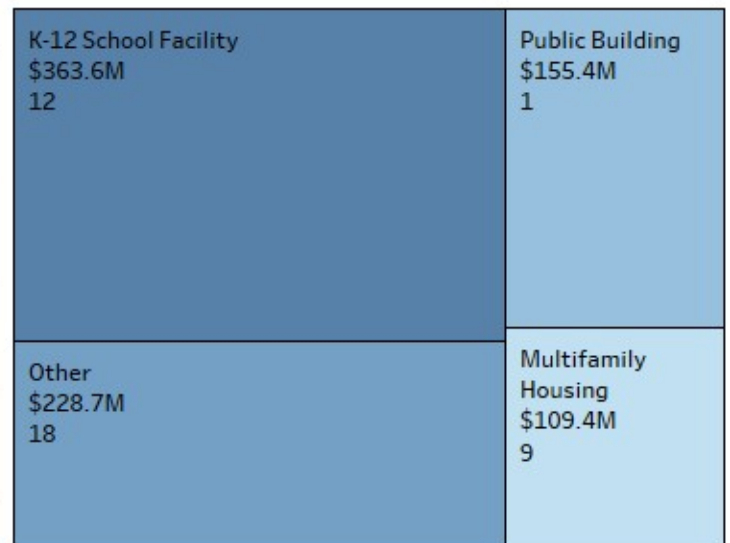 K-12 School Facility
$363.6M
12
Public Building
$155.4M
1
Other
$228.7M
18
Multifamily
Housing
$109.4M
9